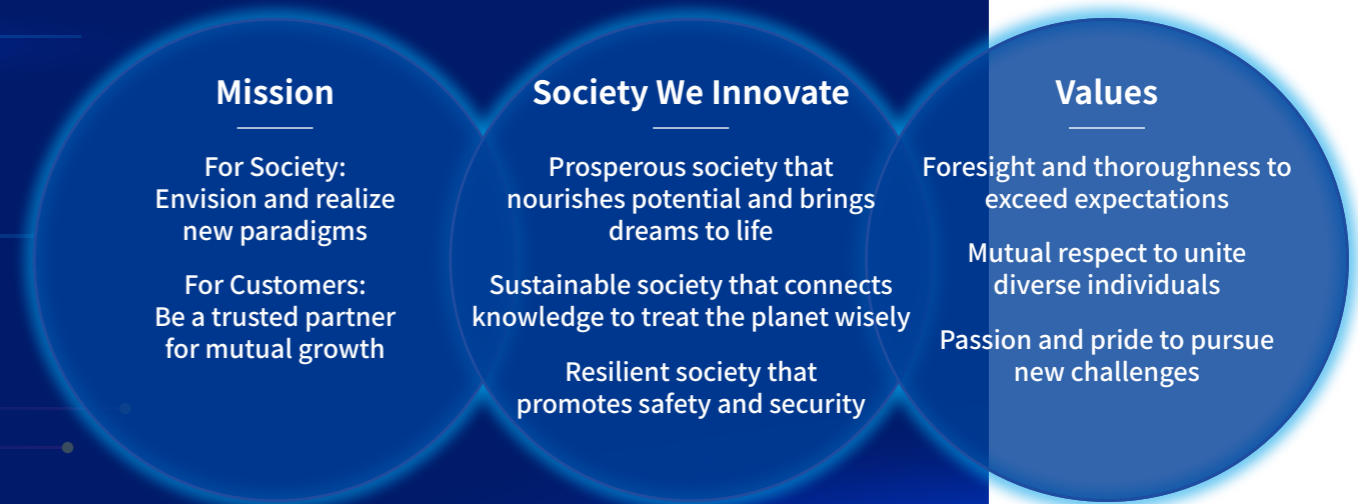 Mission
For Society:
Envision and realize
new paradigms
For Customers:
Be a trusted partner
for mutual growth
Society We Innovate
Prosperous society that
nourishes potential and brings
dreams to life
Sustainable society that connects
knowledge to treat the planet wisely
Resilient society that
promotes safety and security
Values
Foresight and thoroughness to
exceed expectations
Mutual respect to unite
diverse individuals
Passion and pride to pursue
new challenges